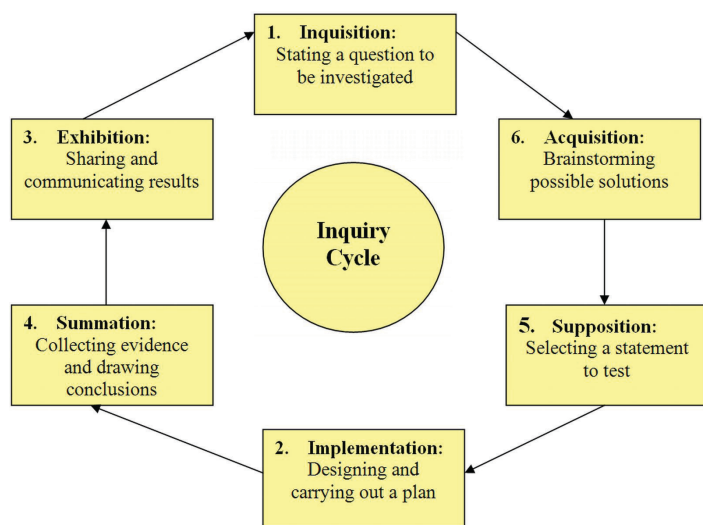 1. Inquisition:
Stating a question to
be investigated
6. Acquisition:
Brainstorming
possible solutions
5. Supposition:
Selecting a statement
to test
2. Implementation:
Designing and
carrying out a plan
4. Summation:
Collecting evidence
and drawing
conclusions
3. Exhibition:
Sharing and
communicating results
Inquiry
Cycle